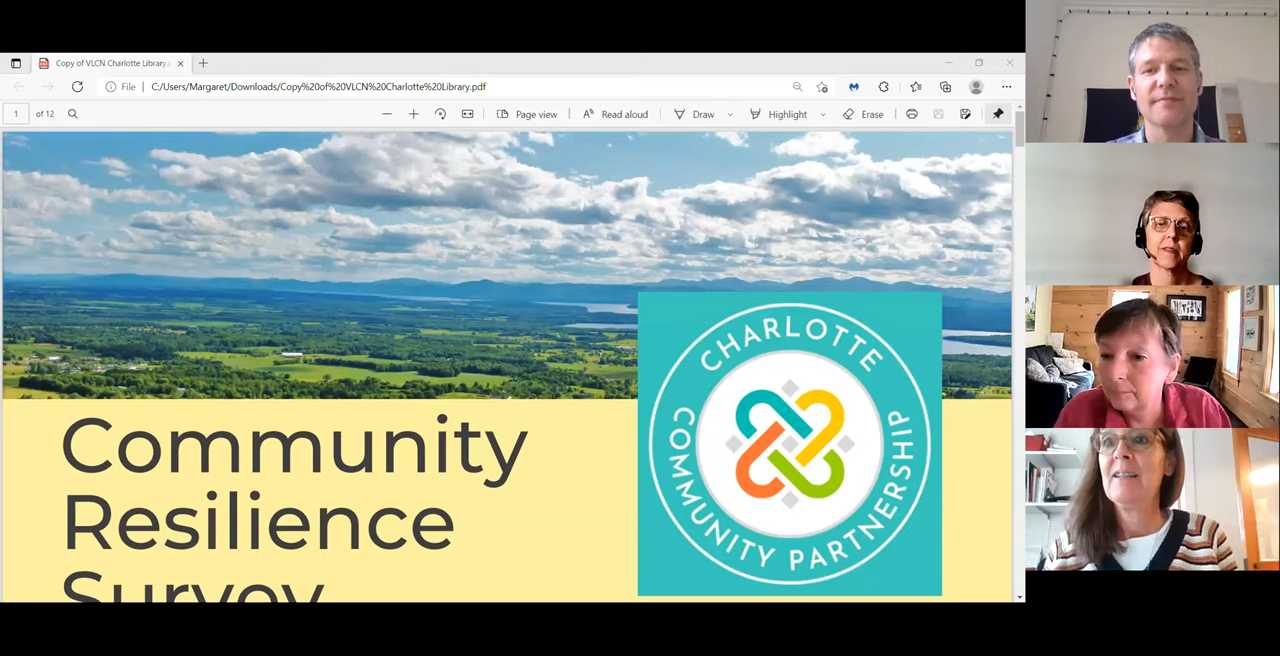 Copy of VLCN Charlotte Library.p
File
C:/Users/Margaret/Downloads/Copy%20of%20VLCN%20Charlotte%20Library.pdf
1 of 12
Page view
Read aloud
Draw
Highlight
Erase
CHARLOTTE
COMMUNITY PARTNERSHIP
Community
Resilience
Survey